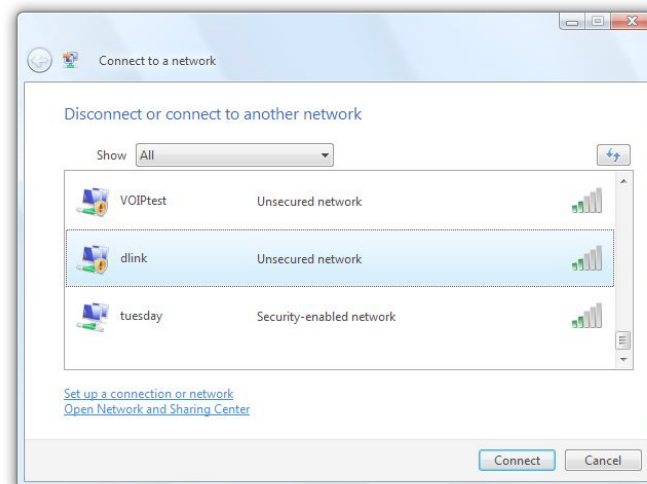 Connect to a network
Disconnect or connect to another network
Show All
VOIPtest Unsecured network
dlink Unsecured network
tuesday Security-enabled network
Set up a connection or network
Open Network and Sharing Center
Connect Cancel